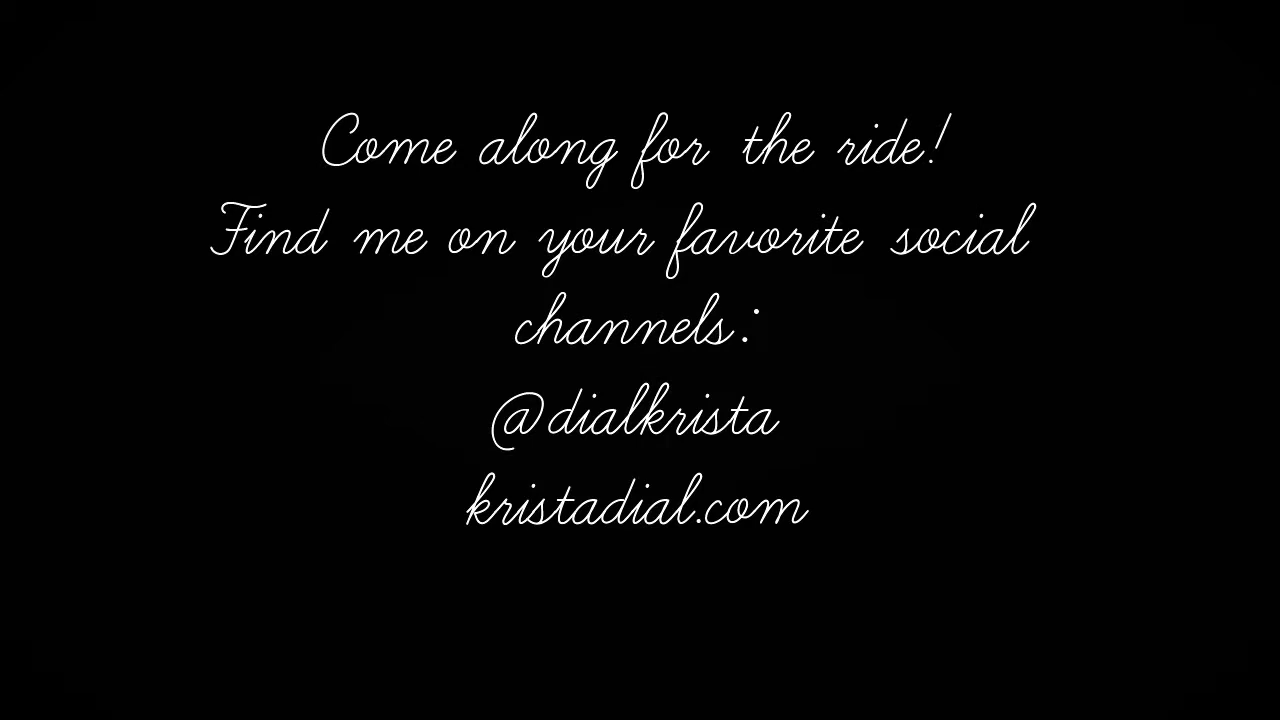 Come along for the ride!
Find me on your favorite social
channels:
@dialkrista
kristadial.com